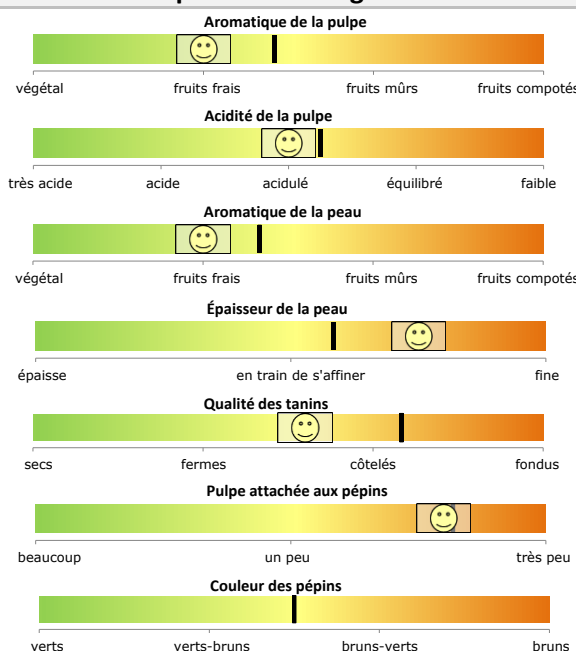 Aromatique de la pulpe
végétal fruits frais fruits mûrs fruits compotés
Acidité de la pulpe
très acide acide acidulé équilibré faible
Aromatique de la peau
végétal fruits frais fruits mûrs fruits compotés
Épaisseur de la peau
épaisse en train de s'affiner fine
Qualité des tanins
secs fermes côtelés fondus
Pulpe attachée aux pépins
beaucoup un peu très peu
Couleur des pépins
verts verts-bruns bruns-verts bruns